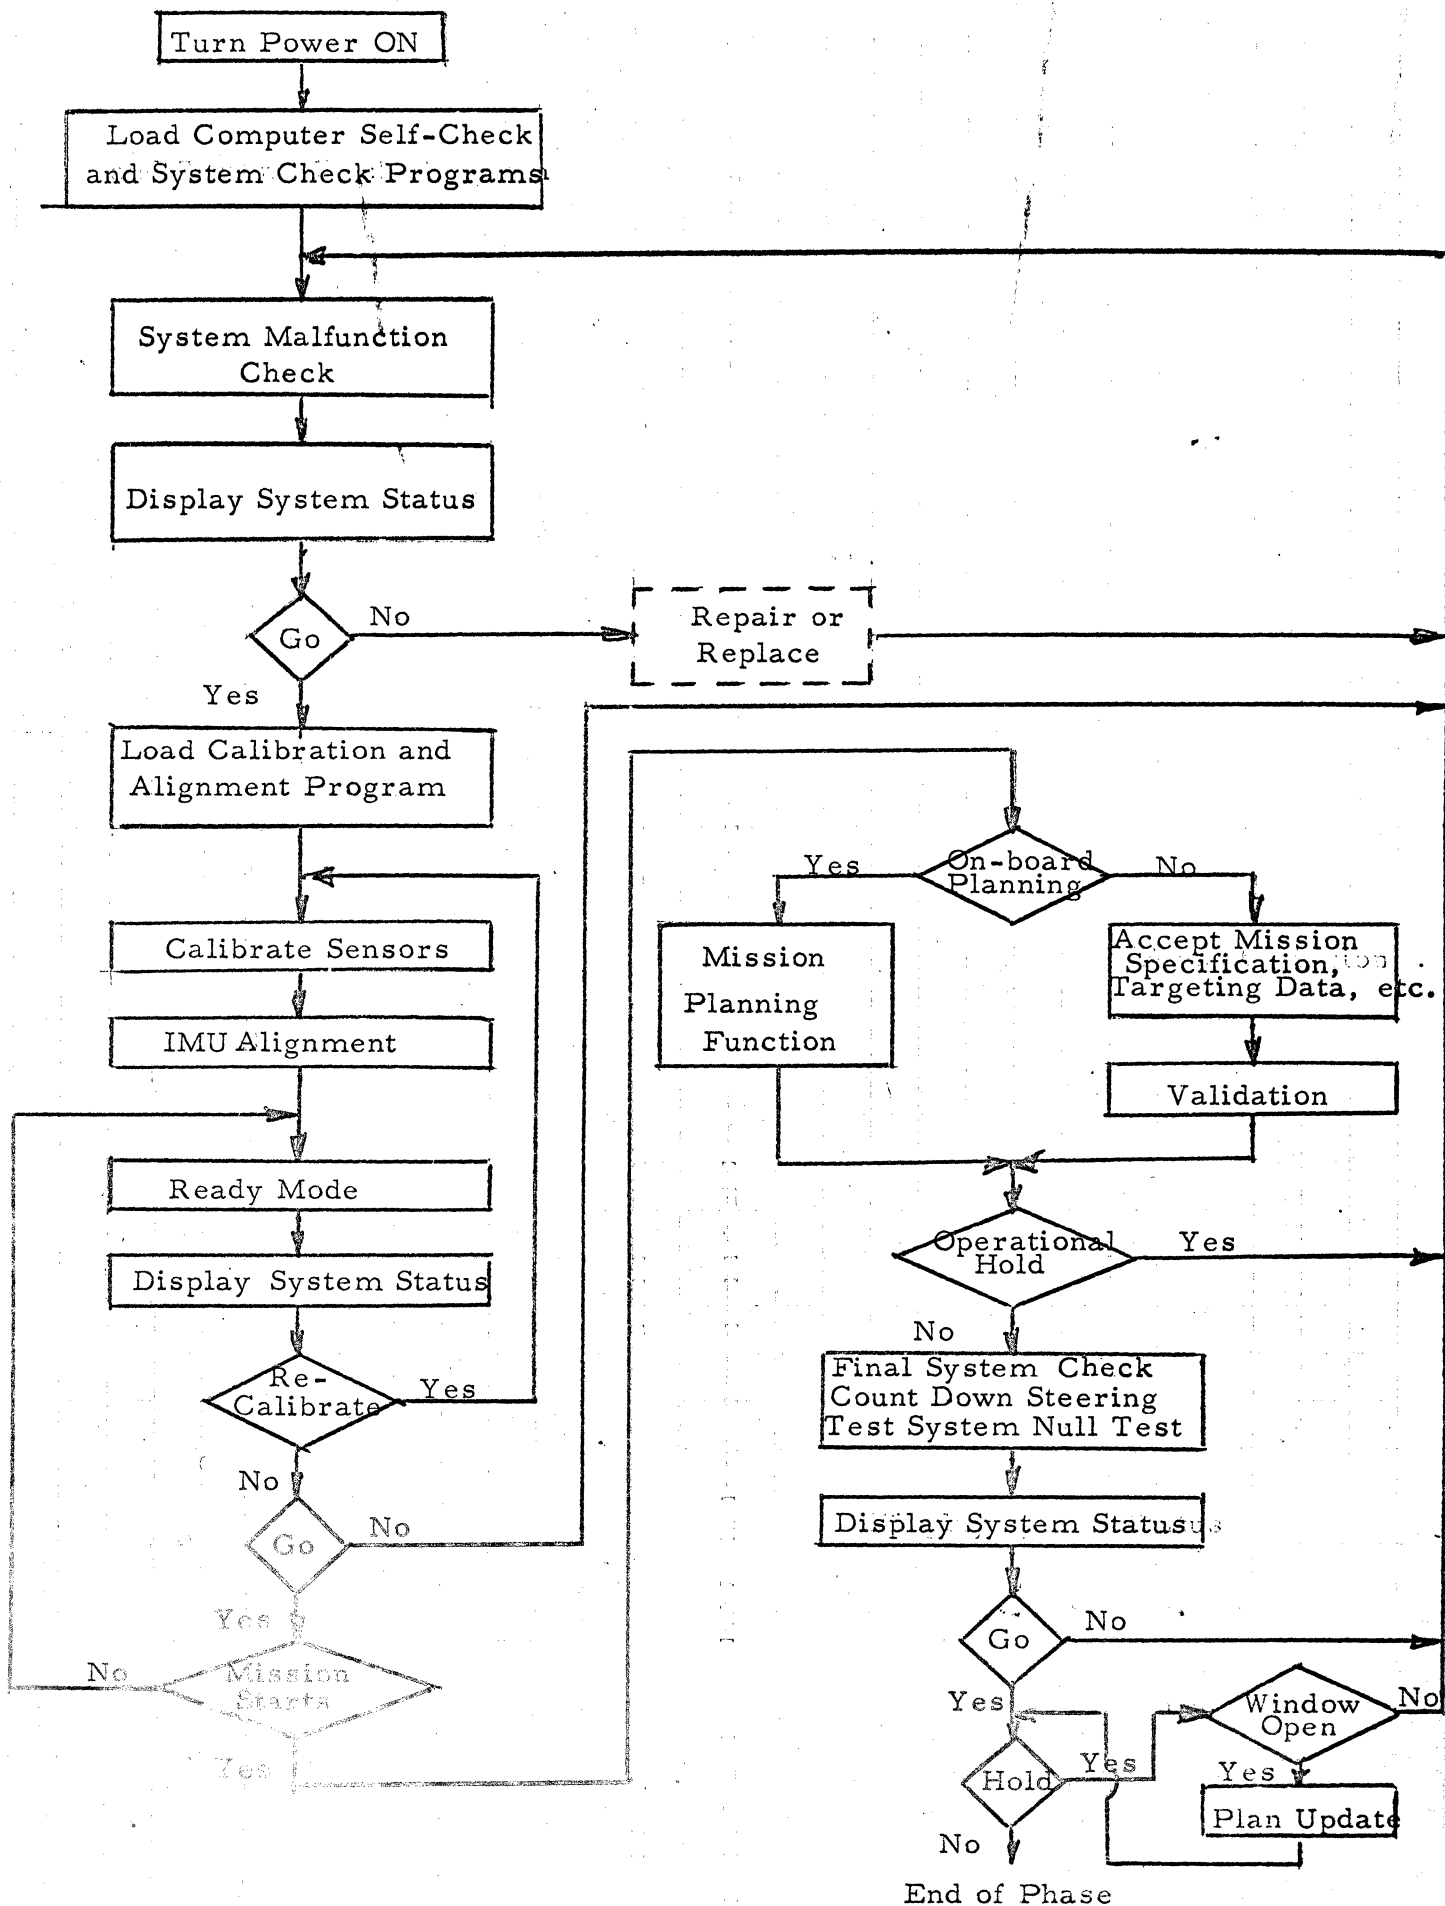 Turn Power ON
Load Computer Self-Check
and System Check Programs
System Malfunction
Check
Display System Status
Go
No
Repair or
Replace
Yes
Load Calibration and
Alignment Program
Calibrate Sensors
IMU Alignment
Ready Mode
Display System Status
Re-
Calibrate
Yes
No
Go
No
Yes
Mission
Starts
No
Yes
On-board
Planning
Yes
No
Mission
Planning
Function
Accept Mission
Specification,
Targeting Data, etc.
Validation
Operational
Hold
Yes
No
Final System Check
Count Down Steering
Test System Null Test
Display System Status
Go
No
Yes
Hold
Yes
No
Window
Open
No
Yes
Plan Update
End of Phase